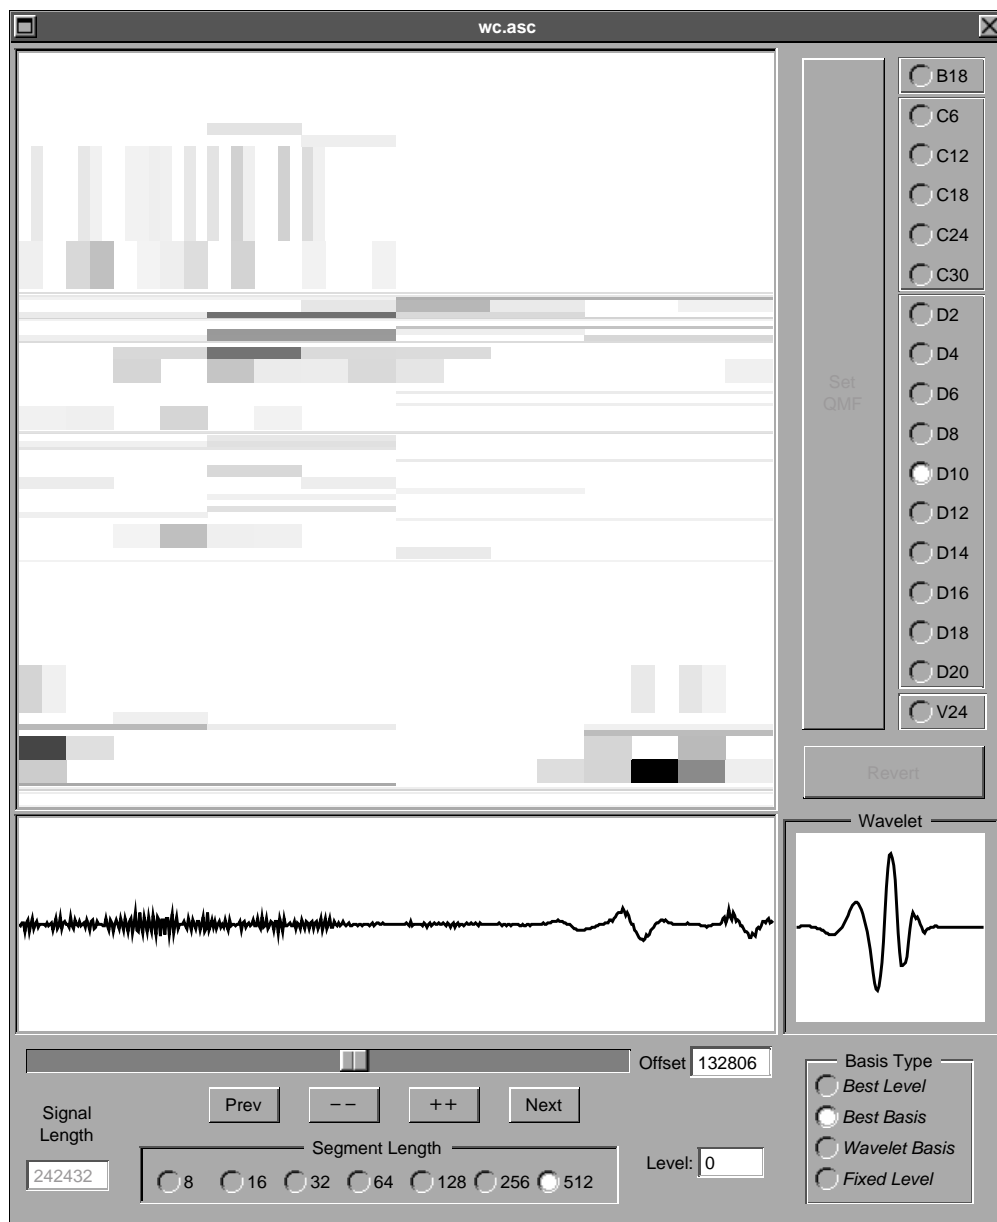 wc.asc
B18
C6
C12
C18
C24
C30
D2
D4
D6
D8
D10
D12
D14
D16
D18
D20
V24
Set
QMF
Revert
Wavelet
Offset 132806
Prev -- ++ Next
Signal
Length
242432
Segment Length
8 16 32 64 128 256 512
Level: 0
Basis Type
Best Level
Best Basis
Wavelet Basis
Fixed Level